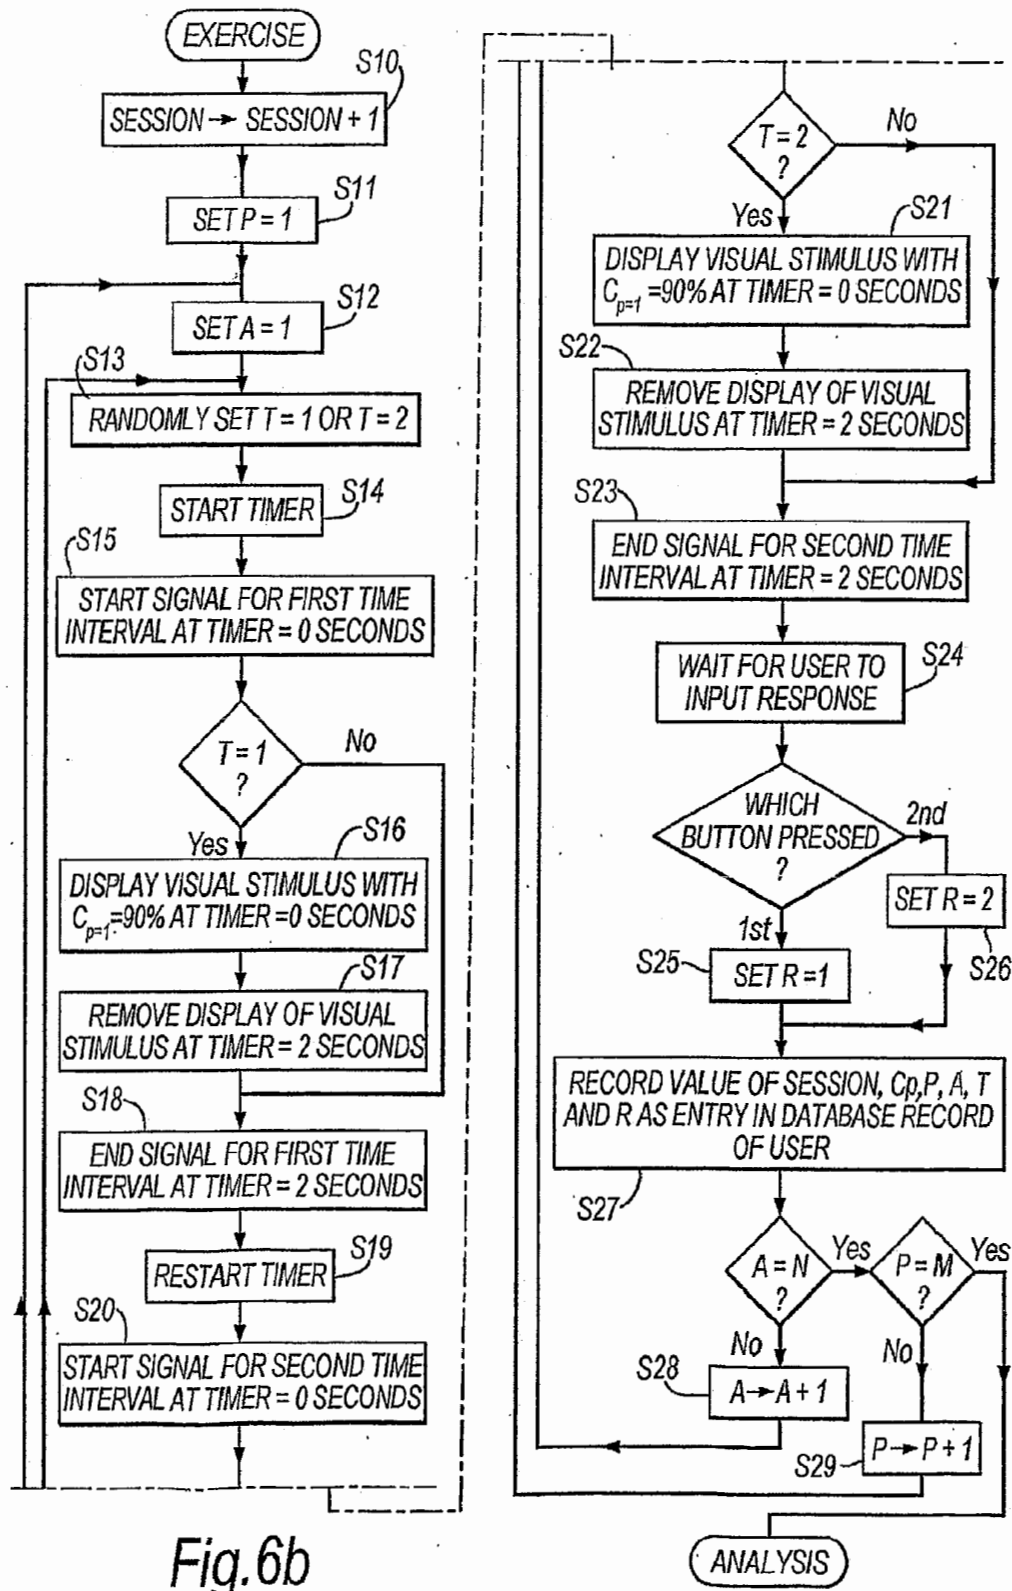 EXERCISE
S10
SESSION → SESSION + 1
S11
SET P = 1
S12
SET A = 1
S13
RANDOMLY SET T = 1 OR T = 2
S14
START TIMER
S15
START SIGNAL FOR FIRST TIME
INTERVAL AT TIMER = 0 SECONDS
T = 1
?
No
Yes
S16
DISPLAY VISUAL STIMULUS WITH
Cp=1 =90% AT TIMER =0 SECONDS
S17
REMOVE DISPLAY OF VISUAL
STIMULUS AT TIMER = 2 SECONDS
S18
END SIGNAL FOR FIRST TIME
INTERVAL AT TIMER = 2 SECONDS
S19
RESTART TIMER
S20
START SIGNAL FOR SECOND TIME
INTERVAL AT TIMER = 0 SECONDS
Fig.6b
T = 2
?
No
Yes
S21
DISPLAY VISUAL STIMULUS WITH
Cp=1 =90% AT TIMER = 0 SECONDS
S22
REMOVE DISPLAY OF VISUAL
STIMULUS AT TIMER = 2 SECONDS
S23
END SIGNAL FOR SECOND TIME
INTERVAL AT TIMER = 2 SECONDS
S24
WAIT FOR USER TO
INPUT RESPONSE
WHICH
BUTTON PRESSED
?
2nd
1st
SET R = 2
S26
S25
SET R = 1
RECORD VALUE OF SESSION, Cp,P, A, T
AND R AS ENTRY IN DATABASE RECORD
OF USER
S27
A = N
?
Yes
P = M
?
Yes
No
No
S28
A → A + 1
S29
P → P + 1
ANALYSIS